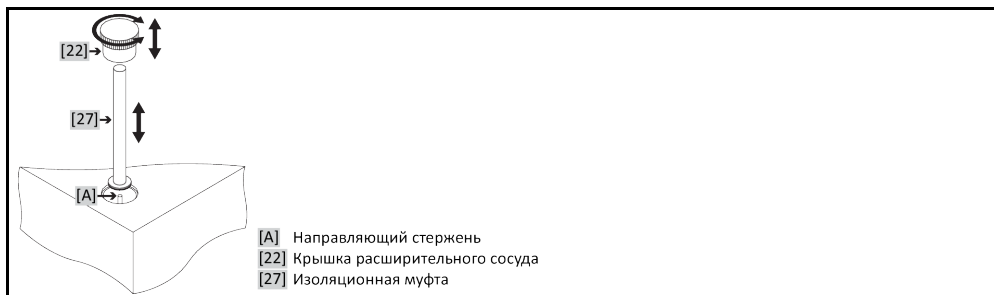 [22]
[27]
[A]
[A] Направляющий стержень
[22] Крышка расширительного сосуда
[27] Изоляционная муфта